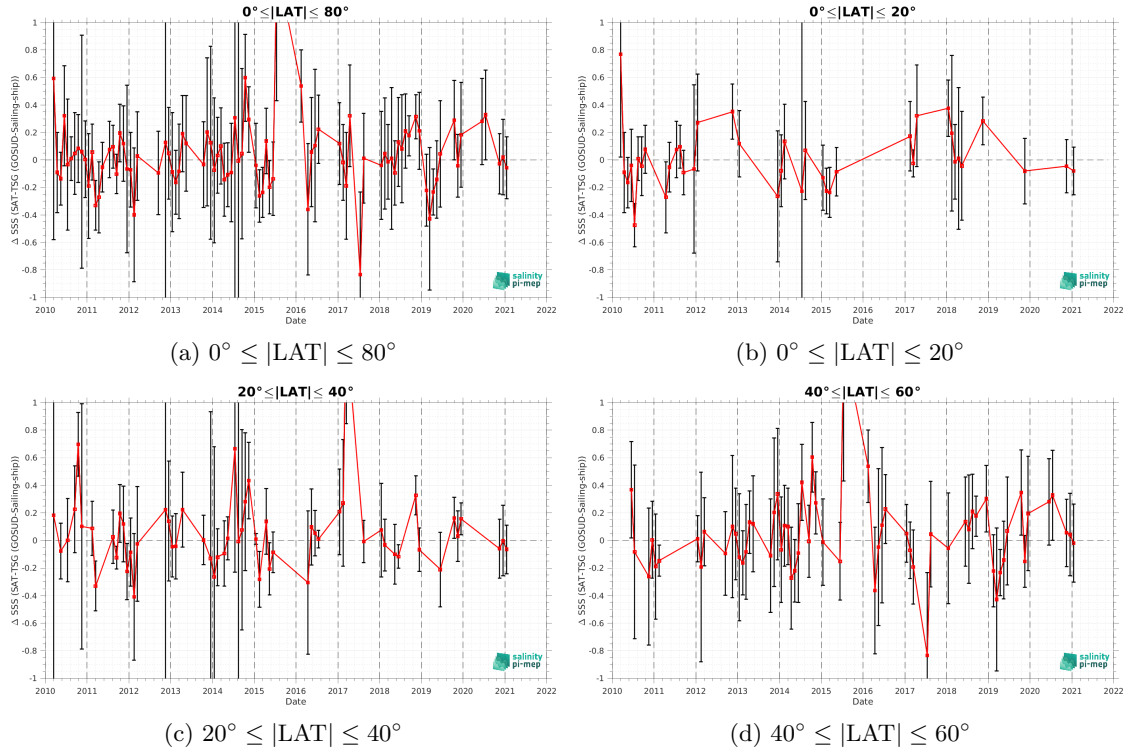 0°≤|LAT|≤ 80°
Δ SSS (SAT-TSG (GOSUD-Sailing-ship))
1
0.8
0.6
0.4
0.2
0
-0.2
-0.4
-0.6
-0.8
-1
2010 2011 2012 2013 2014 2015 2016 2017 2018 2019 2020 2021 2022
Date
salinity
pi-mep
(a) 0° ≤ |LAT| ≤ 80°
0°≤|LAT|≤ 20°
Δ SSS (SAT-TSG (GOSUD-Sailing-ship))
1
0.8
0.6
0.4
0.2
0
-0.2
-0.4
-0.6
-0.8
-1
2010 2011 2012 2013 2014 2015 2016 2017 2018 2019 2020 2021 2022
Date
salinity
pi-mep
(b) 0° ≤ |LAT| ≤ 20°
20°≤|LAT|≤ 40°
Δ SSS (SAT-TSG (GOSUD-Sailing-ship))
1
0.8
0.6
0.4
0.2
0
-0.2
-0.4
-0.6
-0.8
-1
2010 2011 2012 2013 2014 2015 2016 2017 2018 2019 2020 2021 2022
Date
salinity
pi-mep
(c) 20° ≤ |LAT| ≤ 40°
40°≤|LAT|≤ 60°
Δ SSS (SAT-TSG (GOSUD-Sailing-ship))
1
0.8
0.6
0.4
0.2
0
-0.2
-0.4
-0.6
-0.8
-1
2010 2011 2012 2013 2014 2015 2016 2017 2018 2019 2020 2021 2022
Date
salinity
pi-mep
(d) 40° ≤ |LAT| ≤ 60°